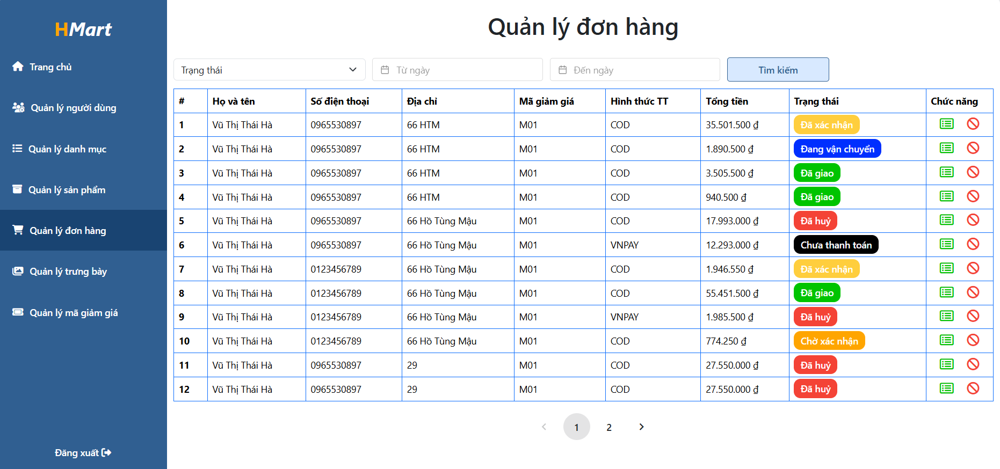 HMart
Trang chủ
Quản lý người dùng
Quản lý danh mục
Quản lý sản phẩm
Quản lý đơn hàng
Quản lý trưng bày
Quản lý mã giảm giá
Đăng xuất
Quản lý đơn hàng
Trạng thái Từ ngày Đến ngày Tìm kiếm
# Họ và tên Số điện thoại Địa chỉ Mã giảm giá Hình thức TT Tổng tiền Trạng thái Chức năng
1 Vũ Thị Thái Hà 0965530897 66 HTM M01 COD 35.501.500 ₫ Đã xác nhận
2 Vũ Thị Thái Hà 0965530897 66 HTM M01 COD 1.890.500 ₫ Đang vận chuyển
3 Vũ Thị Thái Hà 0965530897 66 HTM M01 COD 3.505.500 ₫ Đã giao
4 Vũ Thị Thái Hà 0965530897 66 HTM M01 COD 940.500 ₫ Đã giao
5 Vũ Thị Thái Hà 0965530897 66 Hồ Tùng Mậu M01 COD 17.993.000 ₫ Đã huỷ
6 Vũ Thị Thái Hà 0965530897 66 Hồ Tùng Mậu M01 VNPAY 12.293.000 ₫ Chưa thanh toán
7 Vũ Thị Thái Hà 0123456789 66 Hồ Tùng Mậu M01 COD 1.946.550 ₫ Đã xác nhận
8 Vũ Thị Thái Hà 0123456789 66 Hồ Tùng Mậu M01 COD 55.451.500 ₫ Đã giao
9 Vũ Thị Thái Hà 0123456789 66 Hồ Tùng Mậu M01 VNPAY 1.985.500 ₫ Đã huỷ
10 Vũ Thị Thái Hà 0123456789 66 Hồ Tùng Mậu M01 COD 774.250 ₫ Chờ xác nhận
11 Vũ Thị Thái Hà 0965530897 29 M01 COD 27.550.000 ₫ Đã huỷ
12 Vũ Thị Thái Hà 0965530897 29 M01 COD 27.550.000 ₫ Đã huỷ
1 2